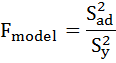 F_model = S²_ad / S²_y